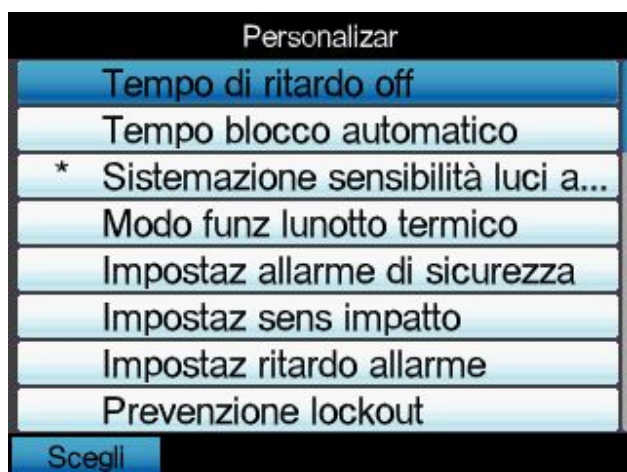 Personalizar
Tempo di ritardo off
Tempo blocco automatico
* Sistemazione sensibilità luci a...
Modo funz lunotto termico
Impostaz allarme di sicurezza
Impostaz sens impatto
Impostaz ritardo allarme
Prevenzione lockout
Scegli